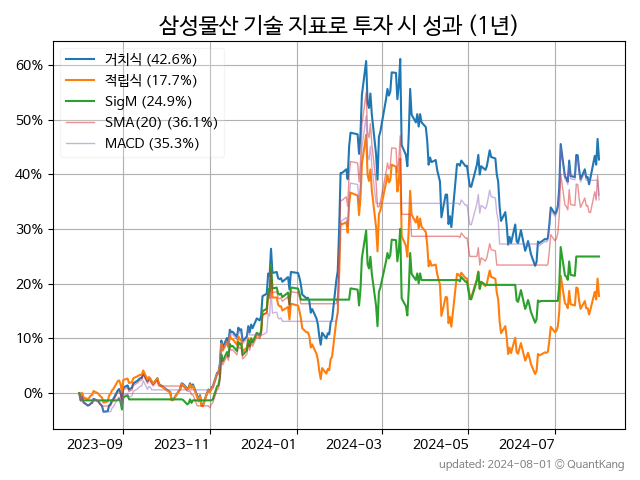 삼성물산 기술 지표로 투자 시 성과 (1년)
거치식 (42.6%)
적립식 (17.7%)
SigM (24.9%)
SMA(20) (36.1%)
MACD (35.3%)
60%
50%
40%
30%
20%
10%
0%
2023-09 2023-11 2024-01 2024-03 2024-05 2024-07
updated: 2024-08-01 @ QuantKang